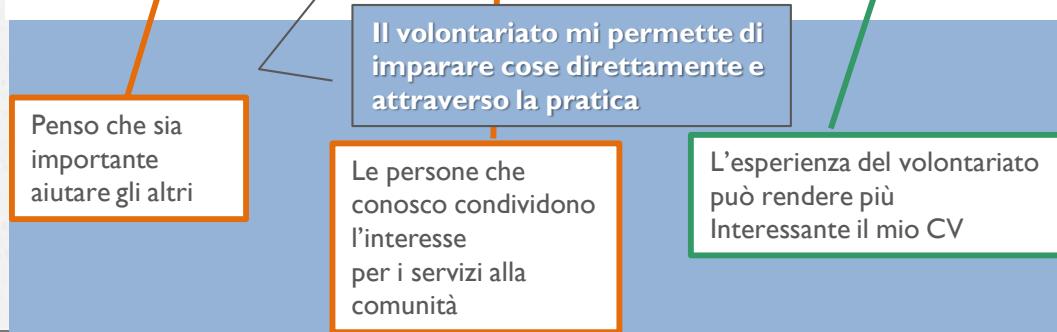 Il volontariato mi permette di
imparare cose direttamente e
attraverso la pratica
Penso che sia
importante
aiutare gli altri
Le persone che
conosco condividono
l'interesse
per i servizi alla
comunità
L'esperienza del volontariato
può rendere più
Interessante il mio CV